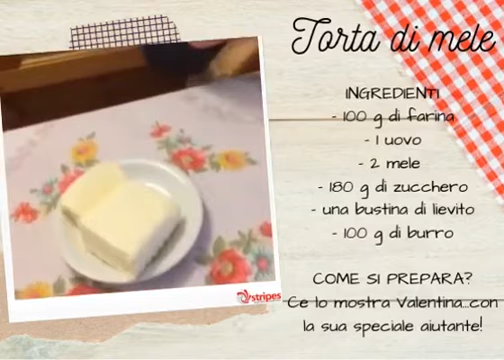 Torta di mele
INGREDIENTI
- 100 g di farina
- 1 uovo
- 2 mele
- 180 g di zucchero
- una bustina di lievito
- 100 g di burro
stripes
COME SI PREPARA?
Ce lo mostra Valentina con
la sua speciale aiutante!